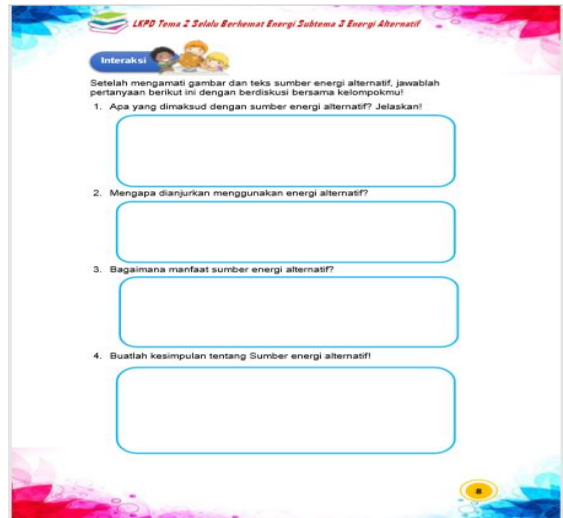 LKPD Tema 2 Selalu Berhemat Energi Subtema 3 Energi Alternatif
Interaksi
Setelah mengamati gambar dan teks sumber energi alternatif, jawablah
pertanyaan berikut ini dengan berdiskusi bersama kelompokmu!
1. Apa yang dimaksud dengan sumber energi alternatif? Jelaskan!
2. Mengapa dianjurkan menggunakan energi alternatif?
3. Bagaimana manfaat sumber energi alternatif?
4. Buatlah kesimpulan tentang Sumber energi alternatif!
8